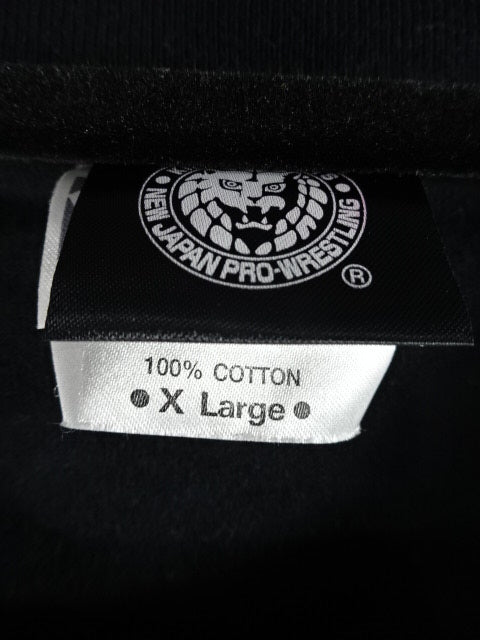 • NEW JAPAN PRO-WRESTLING
®
100% COTTON
● X Large ●